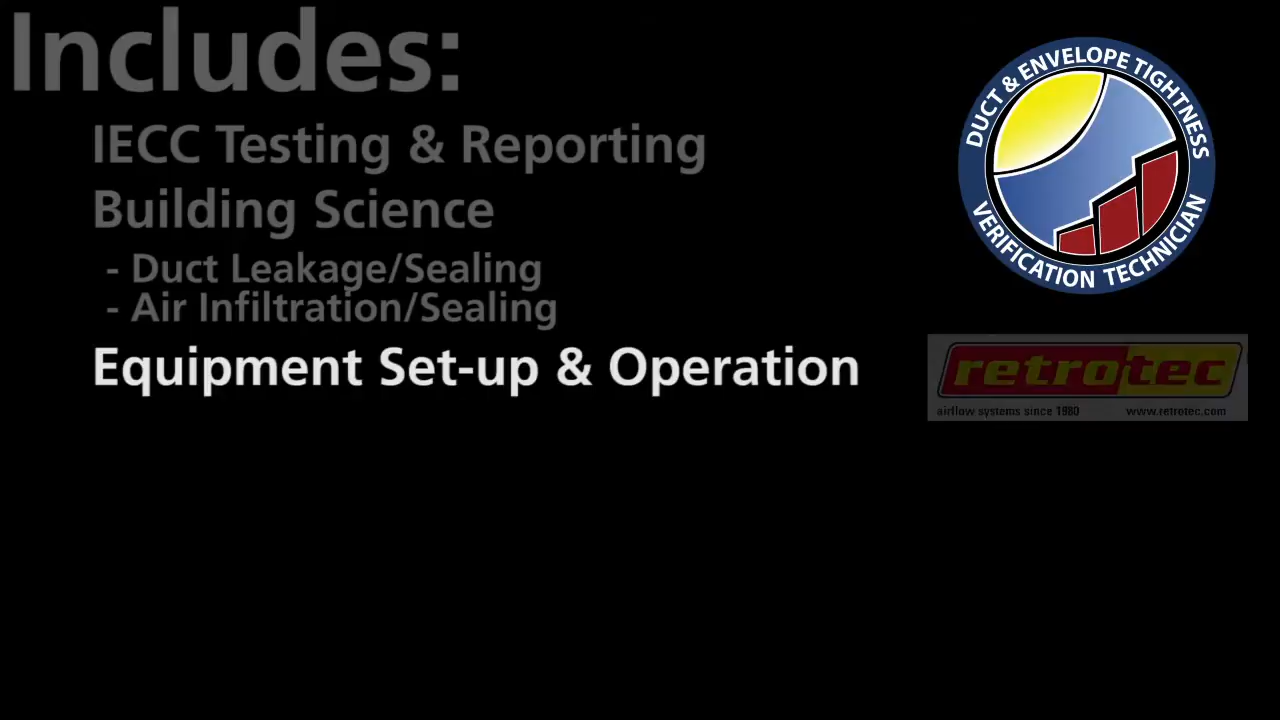 Includes:
IECC Testing & Reporting
Building Science
- Duct Leakage/Sealing
- Air Infiltration/Sealing
Equipment Set-up & Operation
DUCT & ENVELOPE TIGHTNESS
VERIFICATION TECHNICIAN
retrotec
airflow systems since 1980 www.retrotec.com